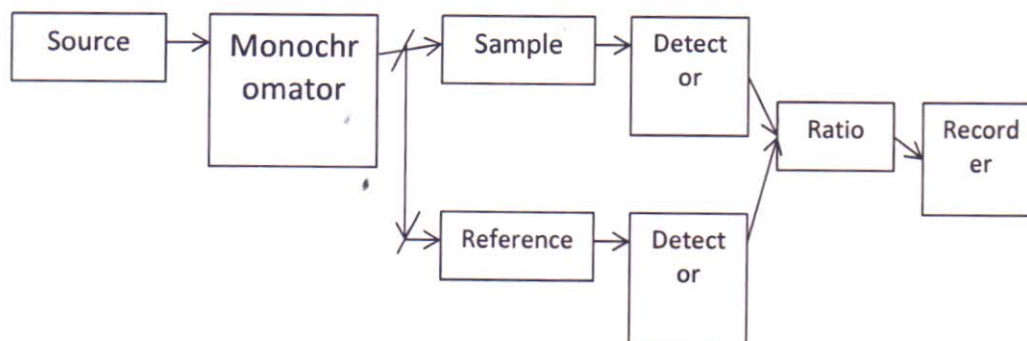 Source
Monochr
omator
Sample
Detect
or
Ratio
Record
er
Reference
Detect
or